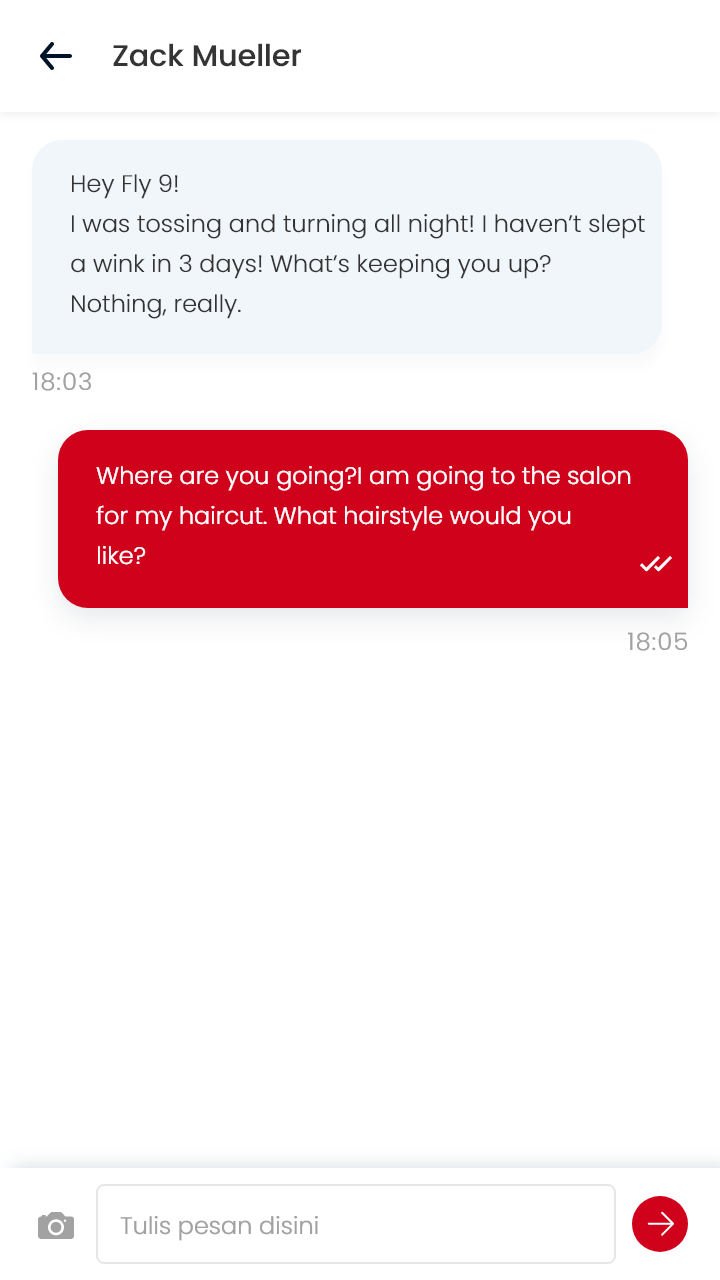 Zack Mueller
Hey Fly 9!
I was tossing and turning all night! I haven’t slept
a wink in 3 days! What’s keeping you up?
Nothing, really.
18:03
Where are you going?I am going to the salon
for my haircut. What hairstyle would you
like?
18:05
Tulis pesan disini